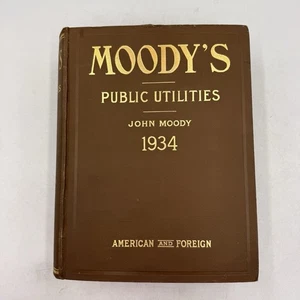 MOODY'S
PUBLIC UTILITIES
JOHN MOODY
1934
AMERICAN AND FOREIGN